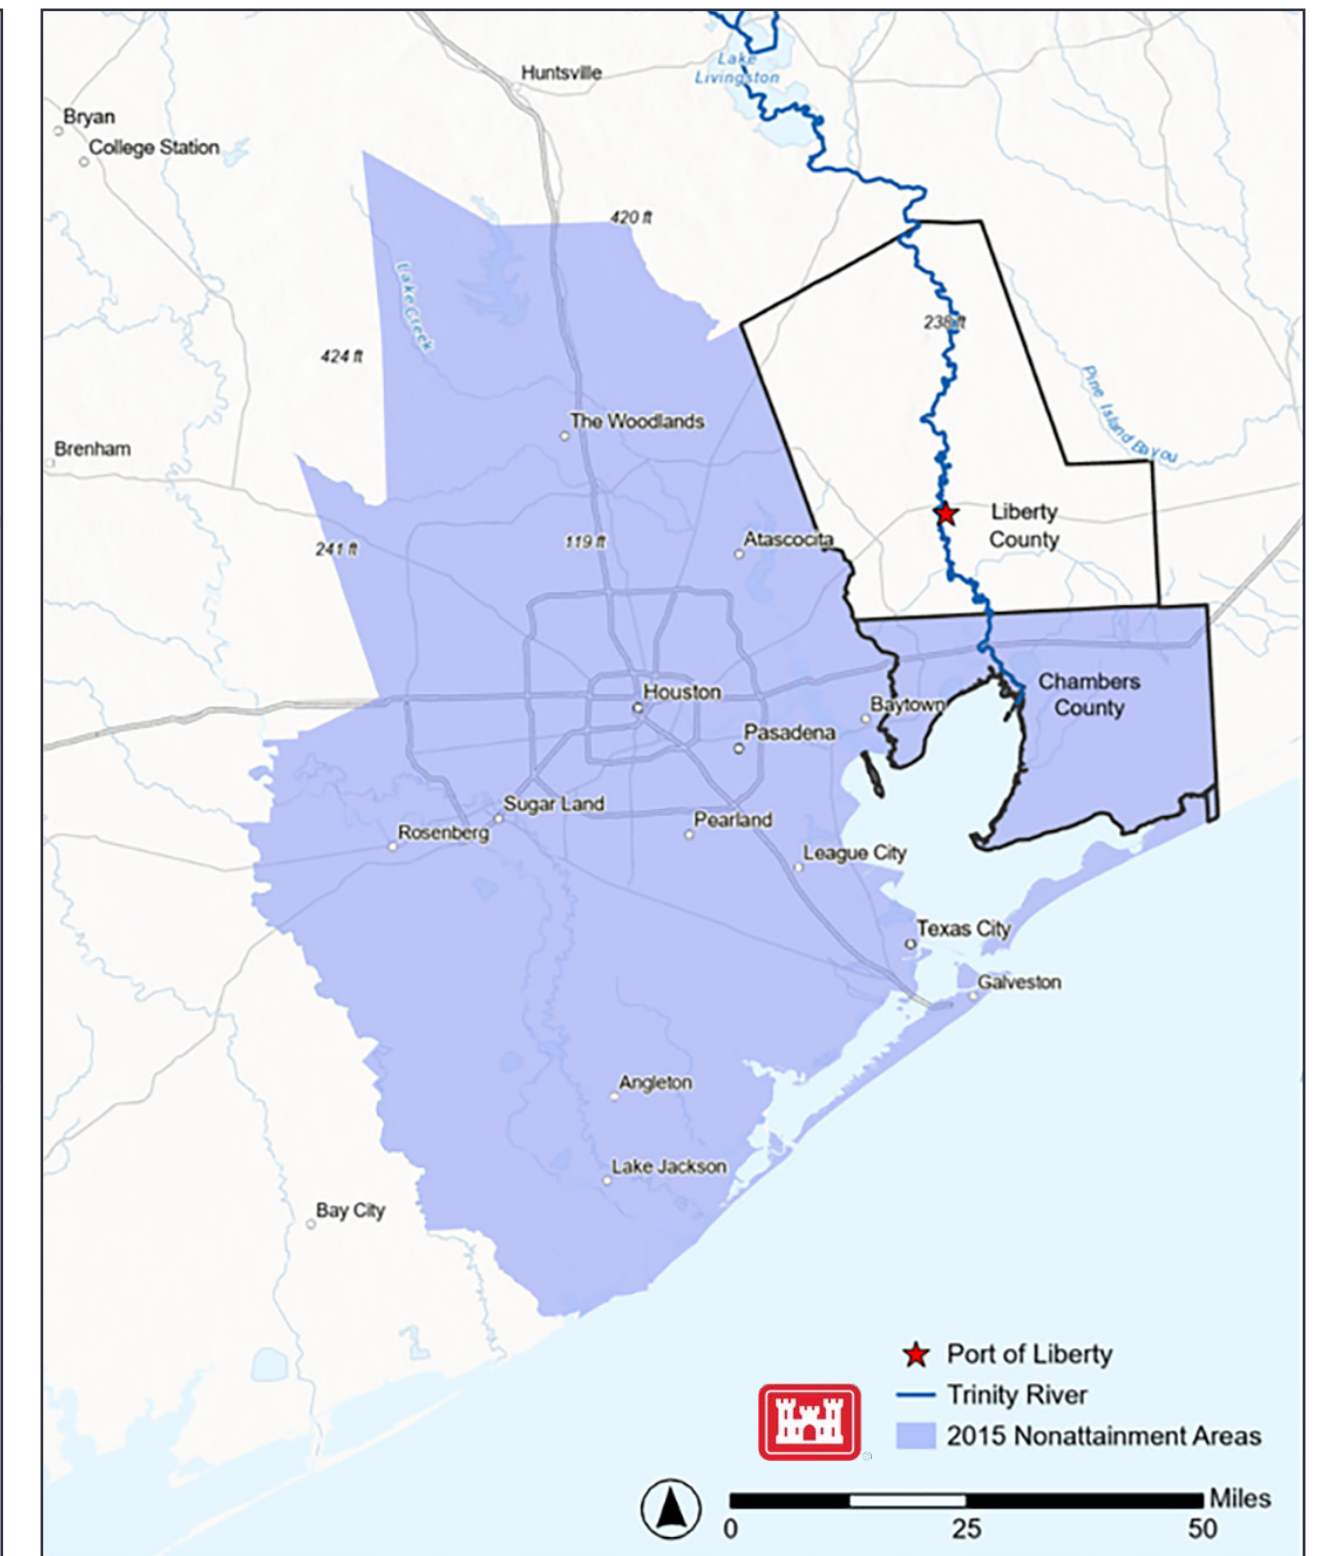 Lake
Livingston
Huntsville
Bryan
College Station
420 ft
Lake Creek
238 ft
424 ft
Pine Island Bayou
The Woodlands
Brenham
Liberty
County
241 ft
119 ft
Atascocita
Houston
Chambers
County
Baytown
Pasadena
Sugar Land
Rosenberg
Pearland
League City
Texas City
Galveston
Angleton
Lake Jackson
Bay City
Port of Liberty
Trinity River
2015 Nonattainment Areas
®
Miles
0 25 50